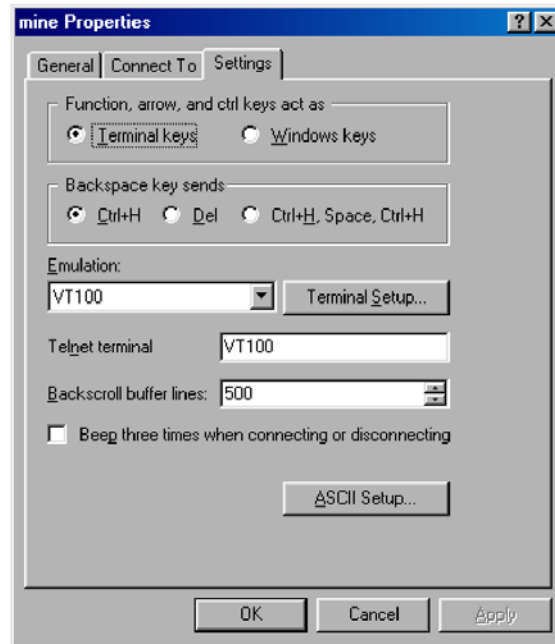 mine Properties
General Connect To Settings
Function, arrow, and ctrl keys act as
Terminal keys Windows keys
Backspace key sends
Ctrl+H Del Ctrl+H, Space, Ctrl+H
Emulation:
VT100 Terminal Setup...
Telnet terminal VT100
Backscroll buffer lines: 500
Beep three times when connecting or disconnecting
ASCII Setup...
OK Cancel Apply